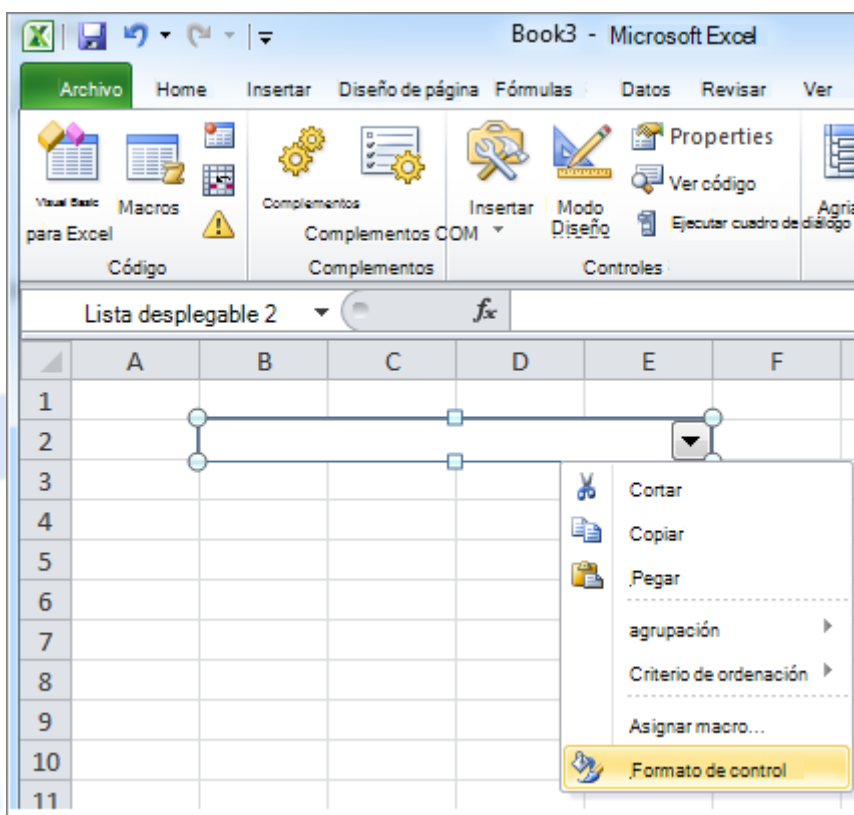 Book3 - Microsoft Excel
Archivo Home Insertar Diseño de página Fórmulas Datos Revisar Ver
Visual Basic para Excel
Macros
Código
Complementos
Complementos COM
Complementos
Insertar
Modo Diseño
Properties
Ver código
Ejecutar cuadro de diálogo
Controles
Lista desplegable 2 fx
A B C D E F
1
2
3
4
5
6
7
8
9
10
11
Cortar
Copiar
.Pegar
agrupación
Criterio de ordenación
Asignar macro...
.Formato de control